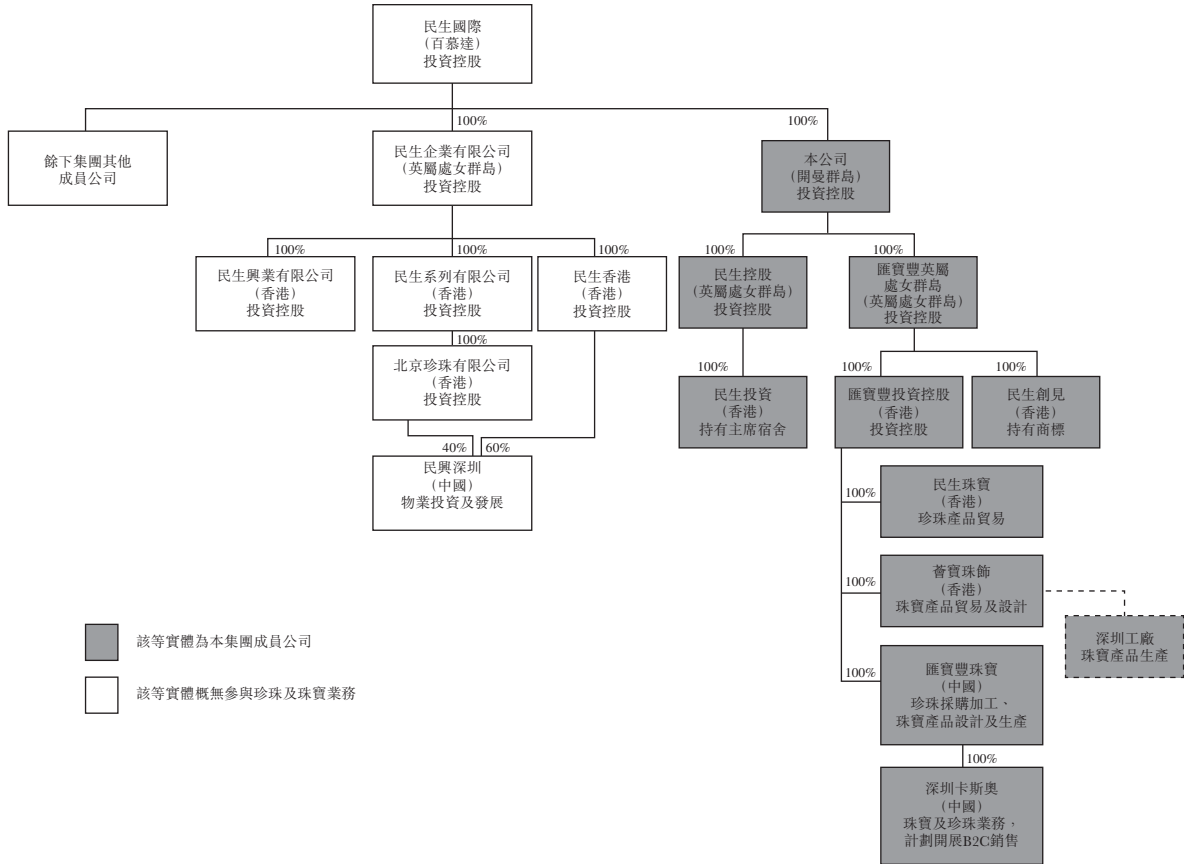 民生國際
(百慕達)
投資控股
100%
100%
餘下集團其他
成員公司
民生企業有限公司
(英屬處女群島)
投資控股
本公司
(開曼群島)
投資控股
100%
100%
100%
100%
100%
民生興業有限公司
(香港)
投資控股
民生系列有限公司
(香港)
投資控股
民生香港
(香港)
投資控股
民生控股
(英屬處女群島)
投資控股
匯寶豐英屬
處女群島
(英屬處女群島)
投資控股
100%
100%
100%
100%
北京珍珠有限公司
(香港)
投資控股
民生投資
(香港)
持有主席宿舍
匯寶豐投資控股
(香港)
投資控股
民生創見
(香港)
持有商標
40%
60%
民興深圳
(中國)
物業投資及發展
100%
民生珠寶
(香港)
珍珠產品貿易
100%
薈寶珠飾
(香港)
珠寶產品貿易及設計
深圳工廠
珠寶產品生產
該等實體為本集團成員公司
該等實體概無參與珍珠及珠寶業務
100%
匯寶豐珠寶
(中國)
珍珠採購加工、
珠寶產品設計及生產
100%
深圳卡斯奧
(中國)
珠寶及珍珠業務，
計劃開展B2C銷售